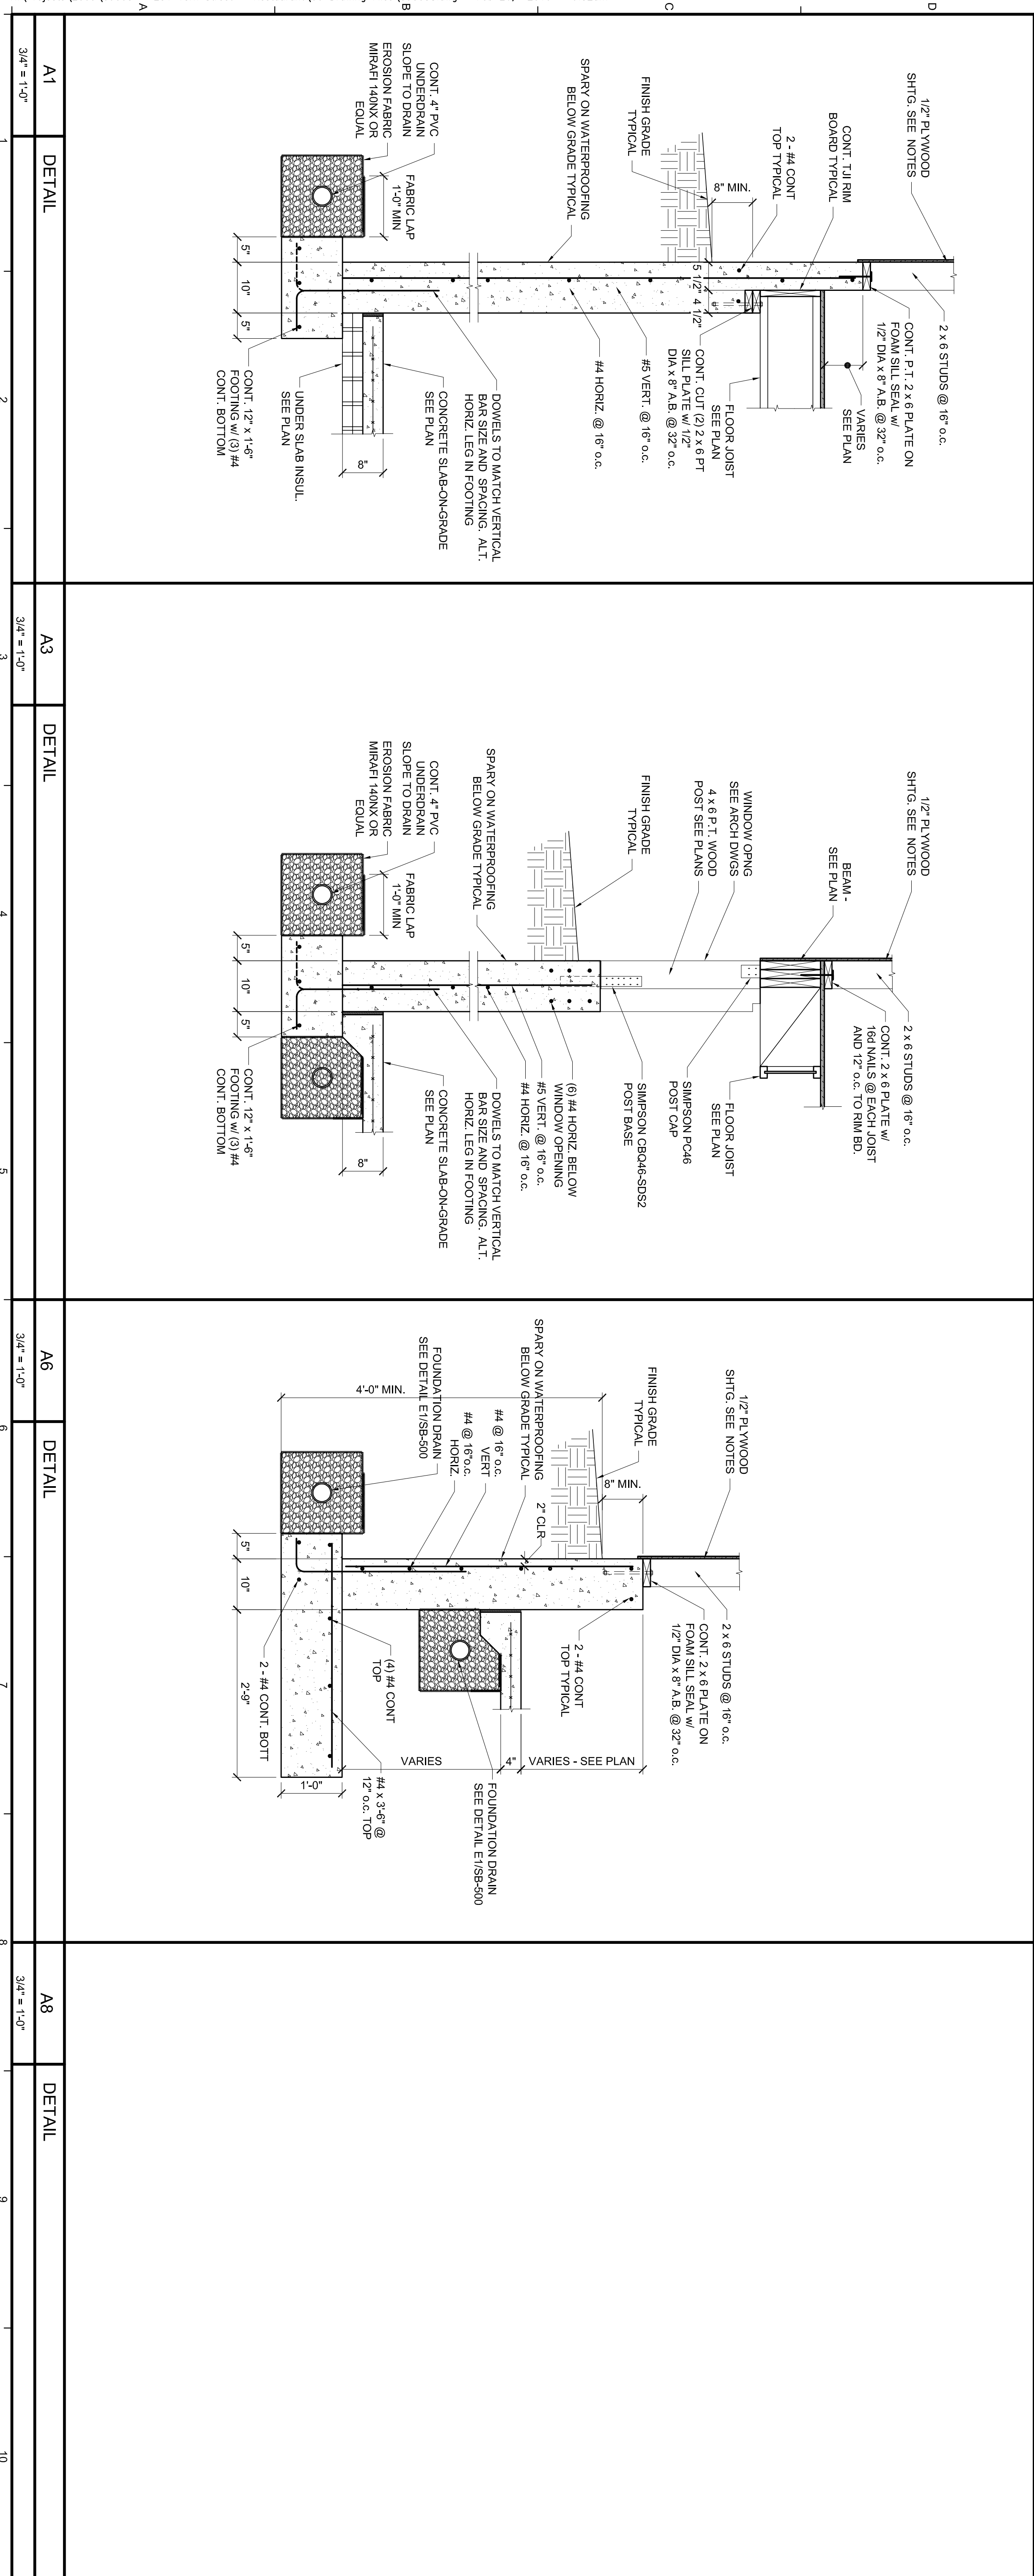 D
C
B
A
1/2" PLYWOOD
SHTG. SEE NOTES
CONT. TJI RIM
BOARD TYPICAL
2 - #4 CONT
TOP TYPICAL
8" MIN.
FINISH GRADE
TYPICAL
SPARY ON WATERPROOFING
BELOW GRADE TYPICAL
CONT. 4" PVC
UNDERDRAIN
SLOPE TO DRAIN
EROSION FABRIC
MIRAFI 140NX OR
EQUAL
FABRIC LAP
1'-0" MIN
5"
10"
5"
5 1/2"
4 1/2"
2 x 6 STUDS @ 16" o.c.
CONT. P.T. 2 x 6 PLATE ON
FOAM SILL SEAL w/
1/2" DIA x 8" A.B. @ 32" o.c.
VARIES
SEE PLAN
FLOOR JOIST
SEE PLAN
CONT. CUT (2) 2 x 6 PT
SILL PLATE w/ 1/2"
DIA x 8" A.B. @ 32" o.c.
#5 VERT. @ 16" o.c.
#4 HORIZ. @ 16" o.c.
DOWELS TO MATCH VERTICAL
BAR SIZE AND SPACING. ALT.
HORIZ. LEG IN FOOTING
CONCRETE SLAB-ON-GRADE
SEE PLAN
8"
UNDER SLAB INSUL.
SEE PLAN
CONT. 12" x 1'-6"
FOOTING w/ (3) #4
CONT. BOTTOM
A1
DETAIL
3/4" = 1'-0"
1/2" PLYWOOD
SHTG. SEE NOTES
BEAM -
SEE PLAN
WINDOW OPNG
SEE ARCH DWGS
4 x 6 P.T. WOOD
POST SEE PLANS
FINISH GRADE
TYPICAL
SPARY ON WATERPROOFING
BELOW GRADE TYPICAL
CONT. 4" PVC
UNDERDRAIN
SLOPE TO DRAIN
EROSION FABRIC
MIRAFI 140NX OR
EQUAL
FABRIC LAP
1'-0" MIN
5"
10"
5"
2 x 6 STUDS @ 16" o.c.
CONT. 2 x 6 PLATE w/
16d NAILS @ EACH JOIST
AND 12" o.c. TO RIM BD.
FLOOR JOIST
SEE PLAN
SIMPSON PC46
POST CAP
SIMPSON CBQ46-SDS2
POST BASE
(6) #4 HORIZ. BELOW
WINDOW OPENING
#5 VERT. @ 16" o.c.
#4 HORIZ. @ 16" o.c.
DOWELS TO MATCH VERTICAL
BAR SIZE AND SPACING. ALT.
HORIZ. LEG IN FOOTING
CONCRETE SLAB-ON-GRADE
SEE PLAN
8"
CONT. 12" x 1'-6"
FOOTING w/ (3) #4
CONT. BOTTOM
A3
DETAIL
3/4" = 1'-0"
1/2" PLYWOOD
SHTG. SEE NOTES
FINISH GRADE
TYPICAL
8" MIN.
SPARY ON WATERPROOFING
BELOW GRADE TYPICAL
2" CLR
#4 @ 16" o.c.
VERT
#4 @ 16"o.c.
HORIZ.
FOUNDATION DRAIN
SEE DETAIL E1/SB-500
4'-0" MIN.
5"
10"
2'-9"
2 x 6 STUDS @ 16" o.c.
CONT. 2 x 6 PLATE ON
FOAM SILL SEAL w/
1/2" DIA x 8" A.B. @ 32" o.c.
2 - #4 CONT
TOP TYPICAL
VARIES - SEE PLAN
4"
VARIES
FOUNDATION DRAIN
SEE DETAIL E1/SB-500
(4) #4 CONT
TOP
#4 x 3'-6" @
12" o.c. TOP
2 - #4 CONT. BOTT
1'-0"
A6
DETAIL
3/4" = 1'-0"
A8
DETAIL
3/4" = 1'-0"
1
2
3
4
5
6
7
8
9
10